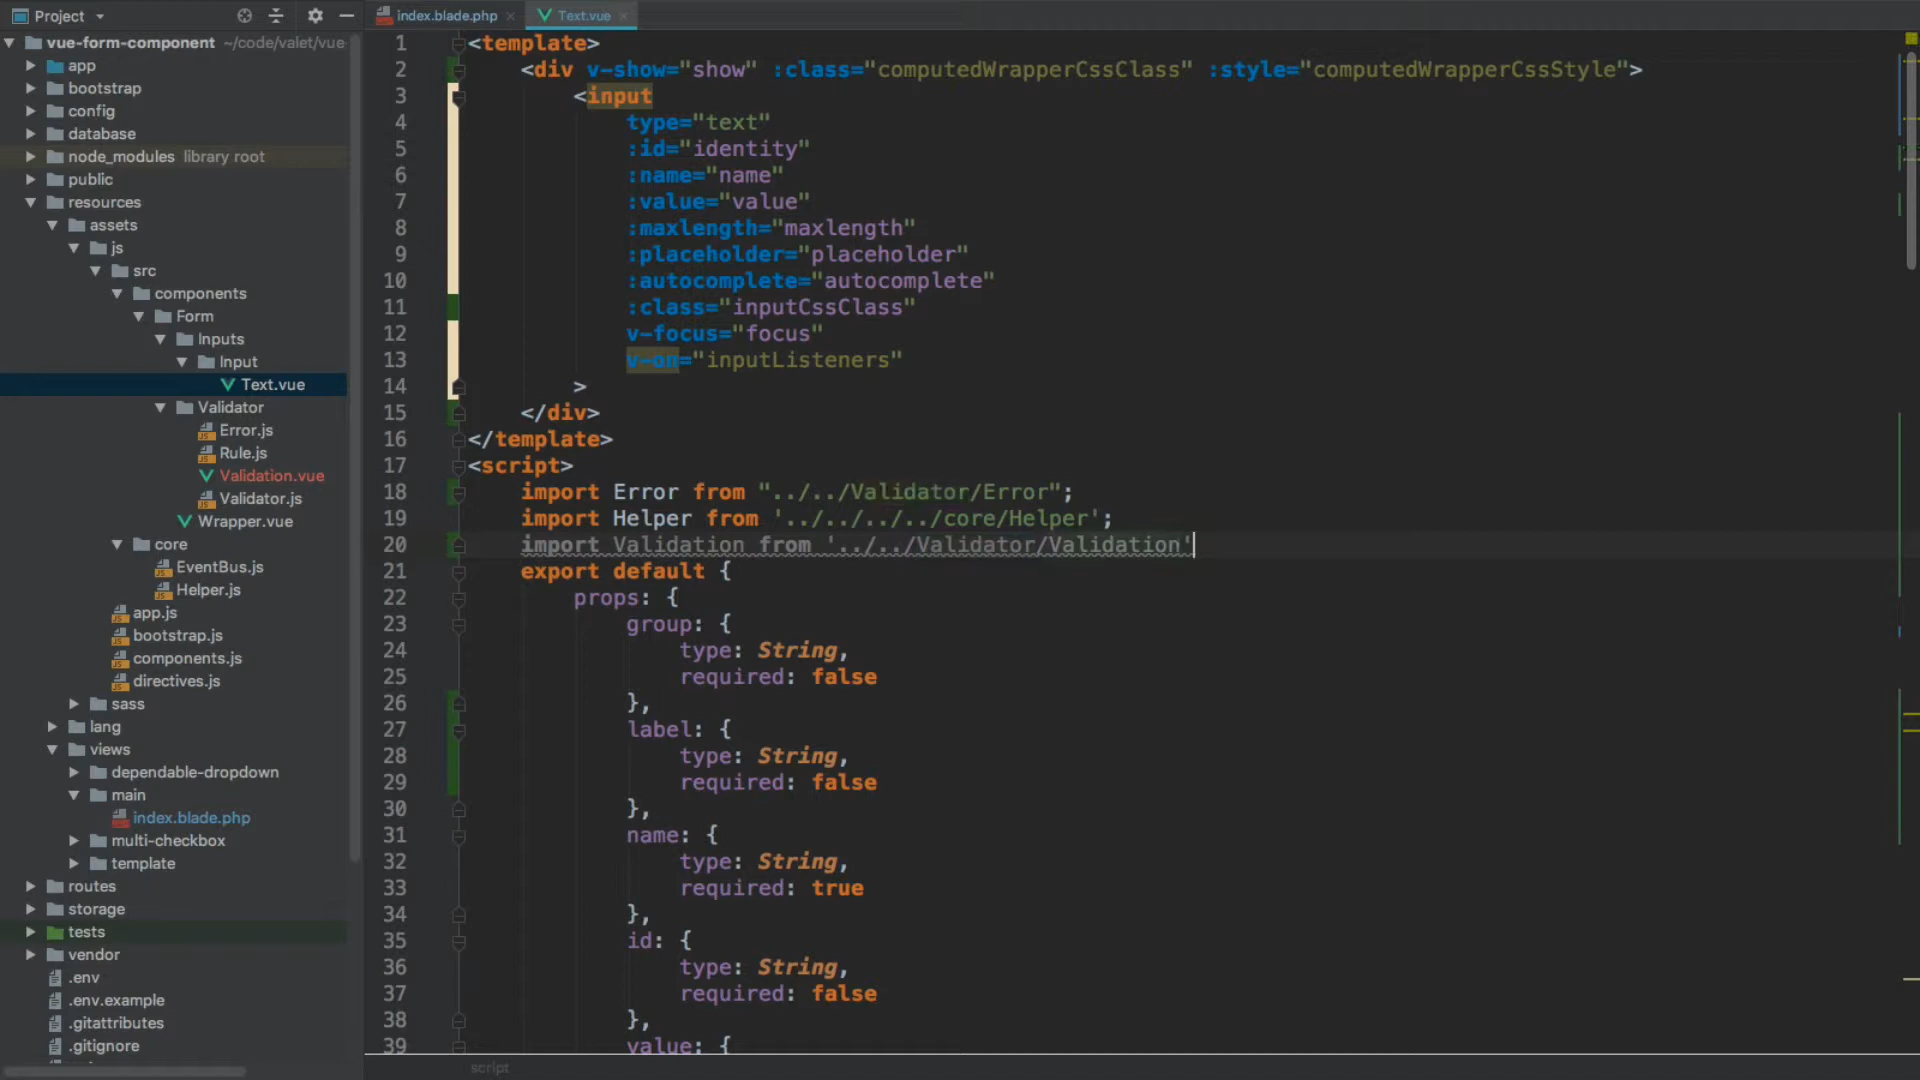 Project
vue-form-component ~/code/valet/vue
app
bootstrap
config
database
node_modules library root
public
resources
assets
js
src
components
Form
Inputs
Input
Text.vue
Validator
Error.js
Rule.js
Validation.vue
Validator.js
Wrapper.vue
core
EventBus.js
Helper.js
app.js
bootstrap.js
components.js
directives.js
sass
lang
views
dependable-dropdown
main
index.blade.php
multi-checkbox
template
routes
storage
tests
vendor
.env
.env.example
.gitattributes
.gitignore
index.blade.php
Text.vue
1 <template>
2 <div v-show="show" :class="computedWrapperCssClass" :style="computedWrapperCssStyle">
3 <input
4 type="text"
5 :id="identity"
6 :name="name"
7 :value="value"
8 :maxlength="maxlength"
9 :placeholder="placeholder"
10 :autocomplete="autocomplete"
11 :class="inputCssClass"
12 v-focus="focus"
13 v-on="inputListeners"
14 >
15 </div>
16 </template>
17 <script>
18 import Error from "../../Validator/Error";
19 import Helper from '../../../../core/Helper';
20 import Validation from '../../Validator/Validation'
21 export default {
22 props: {
23 group: {
24 type: String,
25 required: false
26 },
27 label: {
28 type: String,
29 required: false
30 },
31 name: {
32 type: String,
33 required: true
34 },
35 id: {
36 type: String,
37 required: false
38 },
39 value: {
script